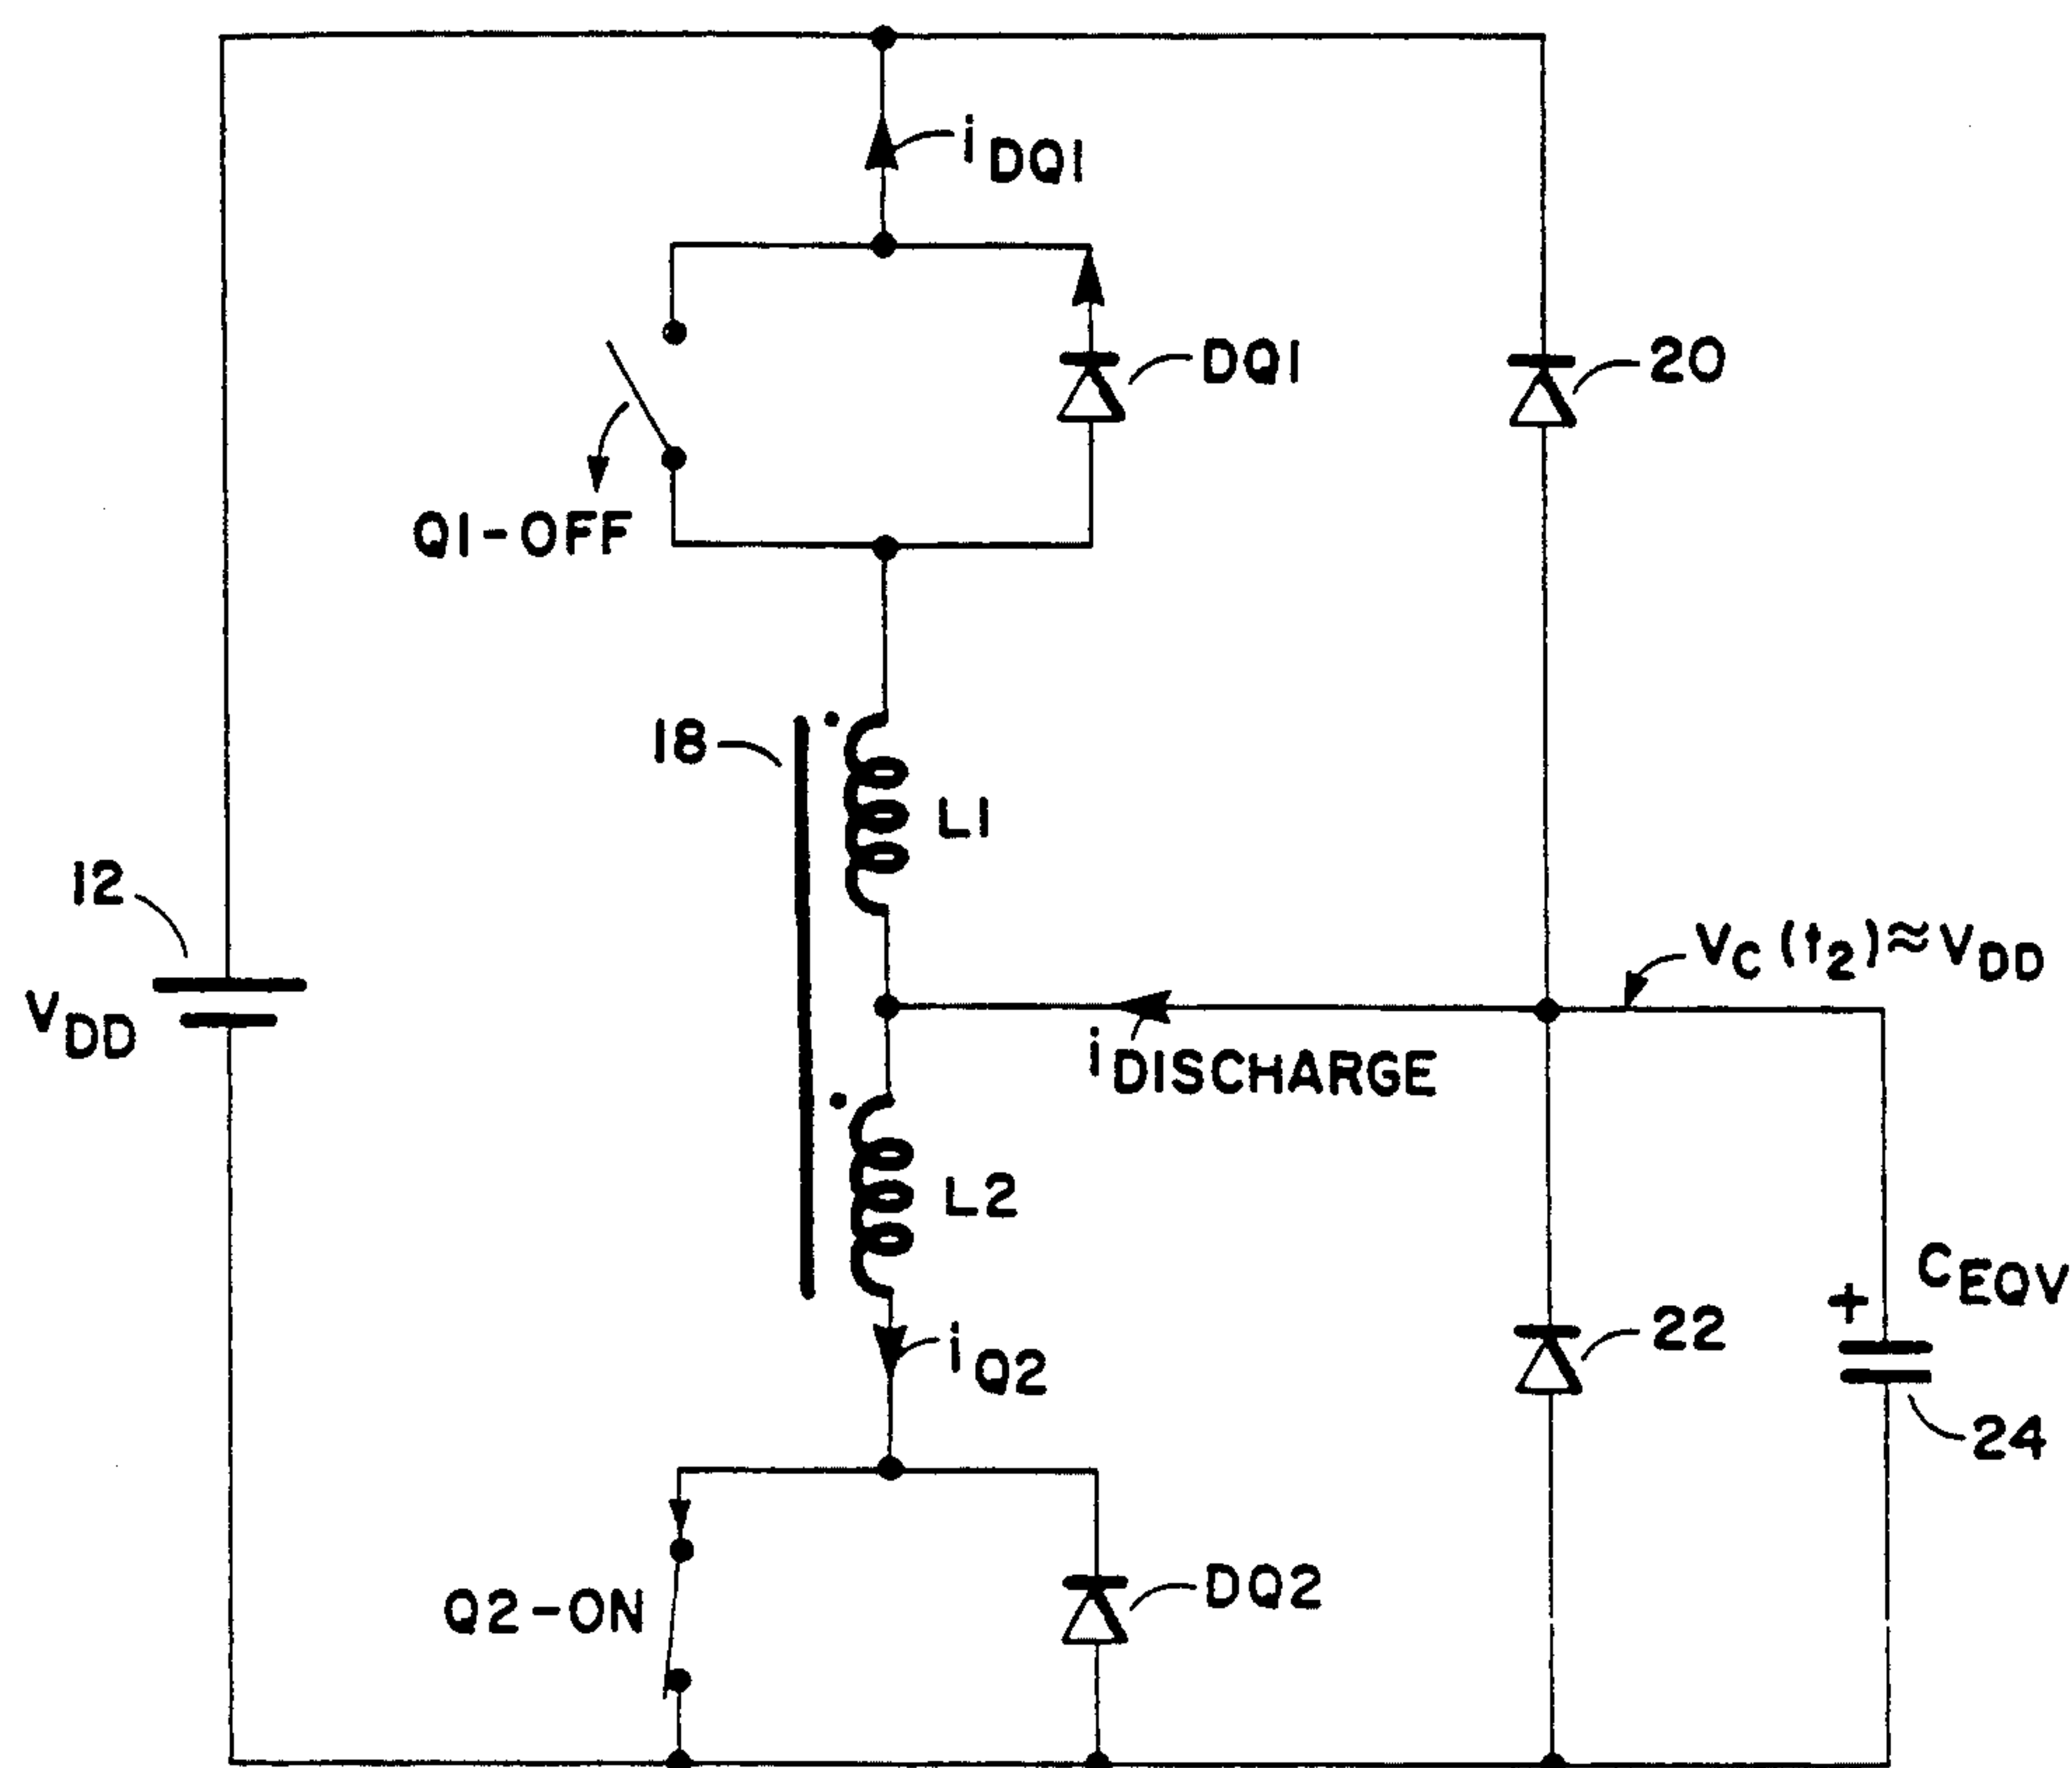 iDQ1
DQ1
20
Q1-OFF
18
L1
12
VDD
VC(t2)≈VDD
iDISCHARGE
L2
CEQV
+
22
iQ2
24
Q2-ON
DQ2